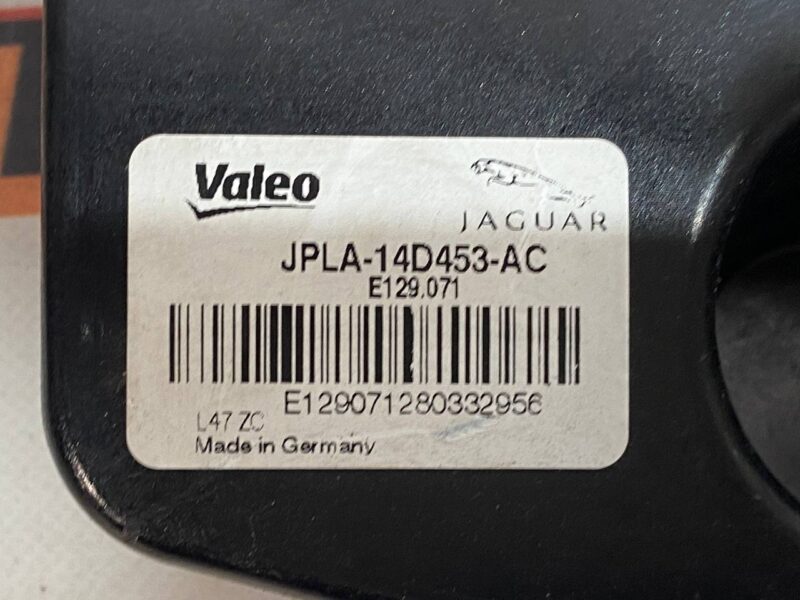 Valeo
JAGUAR
JPLA-14D453-AC
E129.071
E129071280332956
L47 ZC
Made in Germany